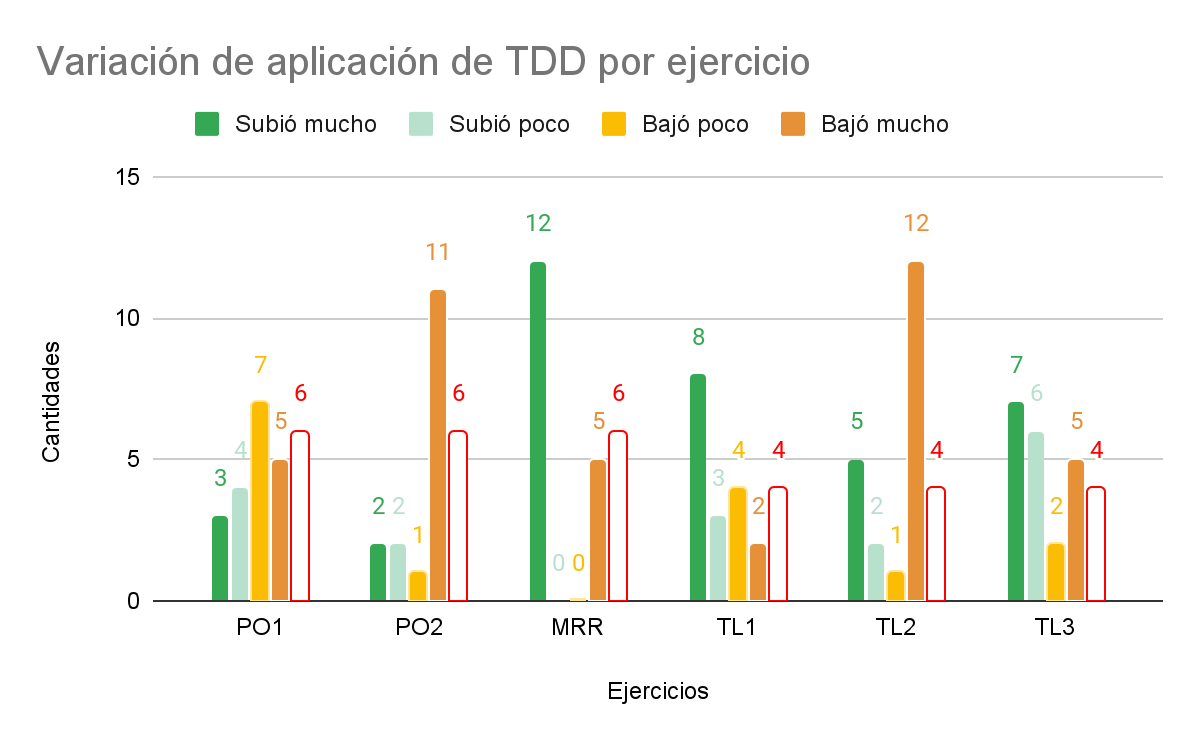 Variación de aplicación de TDD por ejercicio
Subió mucho Subió poco Bajó poco Bajó mucho
Cantidades
15
10
5
0
3 4 7 5 6
2 2 1 11 6
12 0 0 5 6
8 3 4 2 4
5 2 1 12 4
7 6 2 5 4
PO1 PO2 MRR TL1 TL2 TL3
Ejercicios